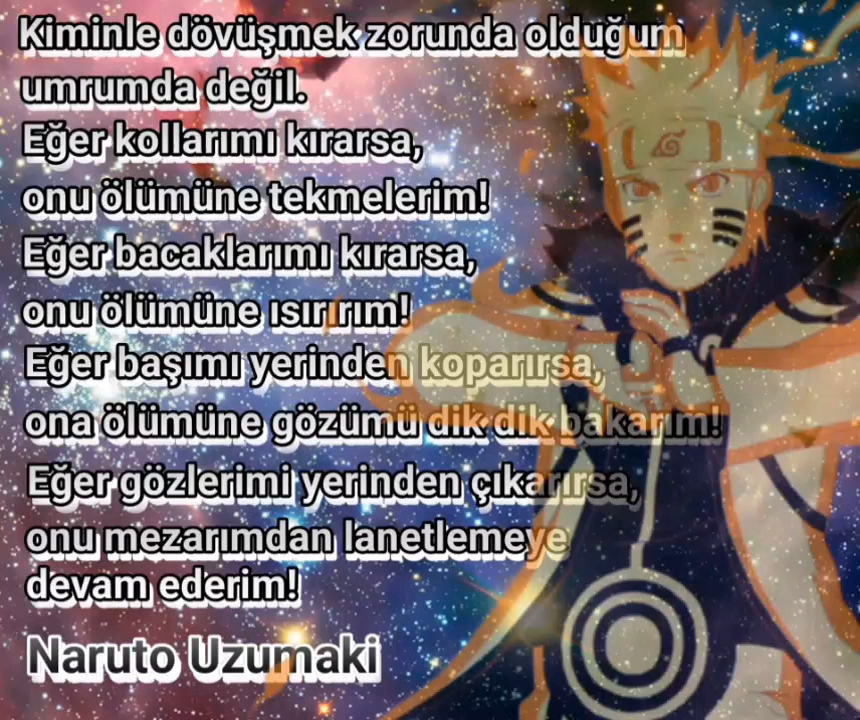 Kiminle dövüşmek zorunda olduğum
umrumda değil.
Eğer kollarımı kırarsa,
onu ölümüne tekmelerim!
Eğer bacaklarımı kırarsa,
onu ölümüne ısırırım!
Eğer başımı yerinden koparırsa,
ona ölümüne gözümü dik dik bakarım!
Eğer gözlerimi yerinden çıkarırsa,
onu mezarımdan lanetlemeye
devam ederim!
Naruto Uzumaki